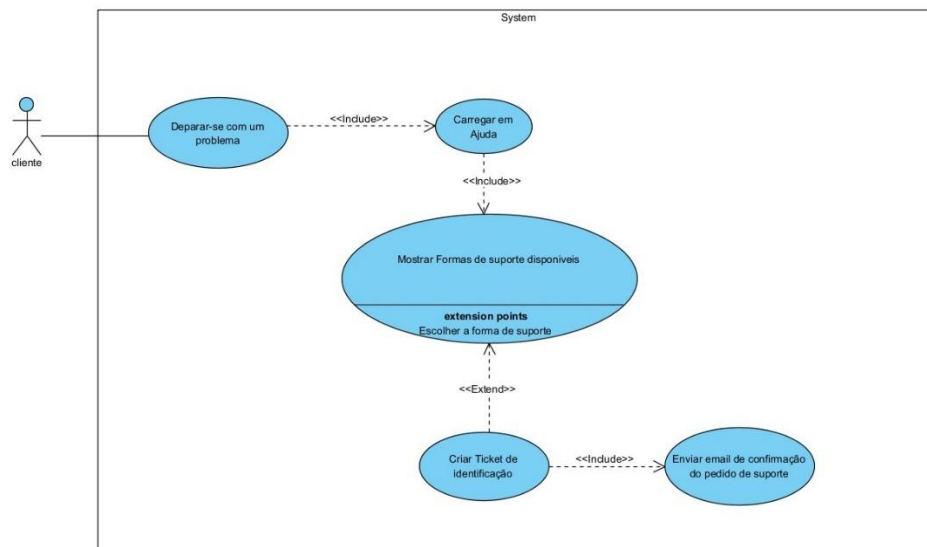 System
cliente
Deparar-se com um
problema
<<Include>>
Carregar em
Ajuda
<<Include>>
Mostrar Formas de suporte disponiveis
extension points
Escolher a forma de suporte
<<Extend>>
Criar Ticket de
identificação
<<Include>>
Enviar email de confirmação
do pedido de suporte